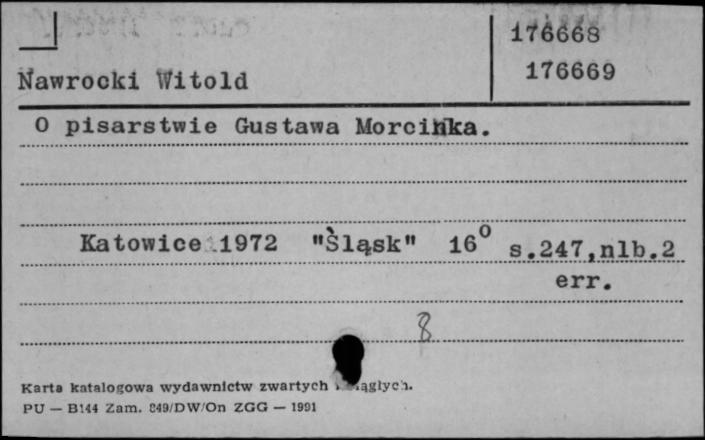 176668
Nawrocki Witold 176669
O pisarstwie Gustawa Morcinka.
Katowice 1972 "Śląsk" 16⁰ s.247,nlb.2
err.
8
Karta katalogowa wydawnictw zwartych
PU — B144 Zam. 849/DW/On ZGG — 1991